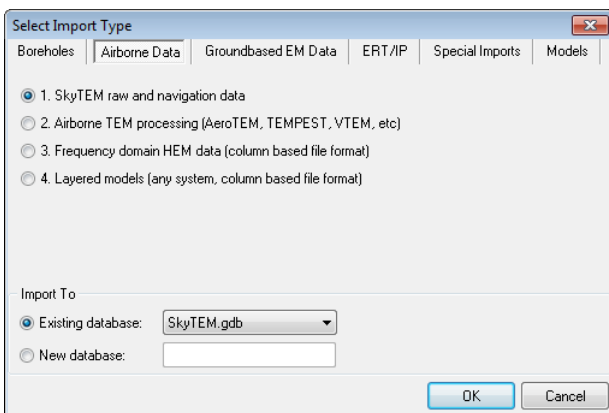 Select Import Type
Boreholes Airborne Data Groundbased EM Data ERT/IP Special Imports Models
1. SkyTEM raw and navigation data
2. Airborne TEM processing (AeroTEM, TEMPEST, VTEM, etc)
3. Frequency domain HEM data (column based file format)
4. Layered models (any system, column based file format)
Import To
Existing database: SkyTEM.gdb
New database:
OK Cancel